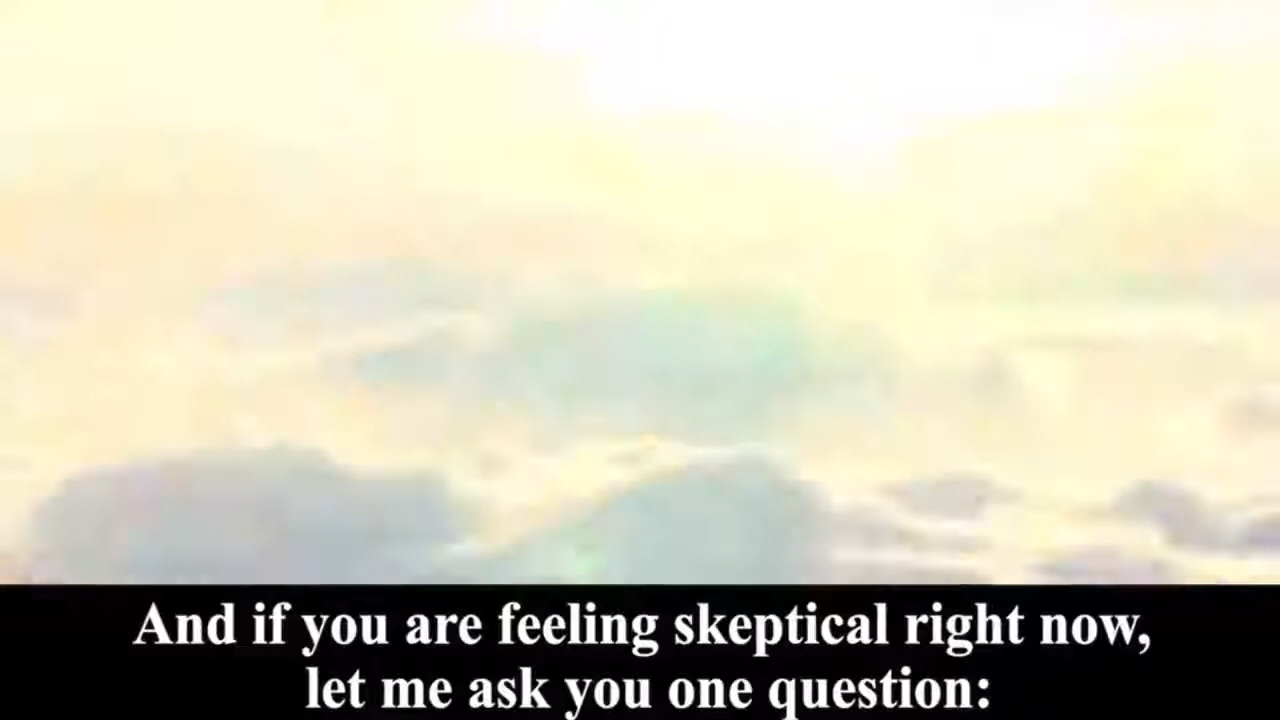 And if you are feeling skeptical right now,
let me ask you one question: